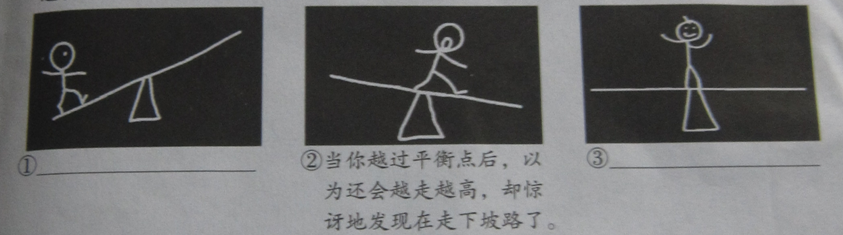 ①
②当你越过平衡点后，以
为还会越走越高，却惊
讶地发现在走下坡路了。
③